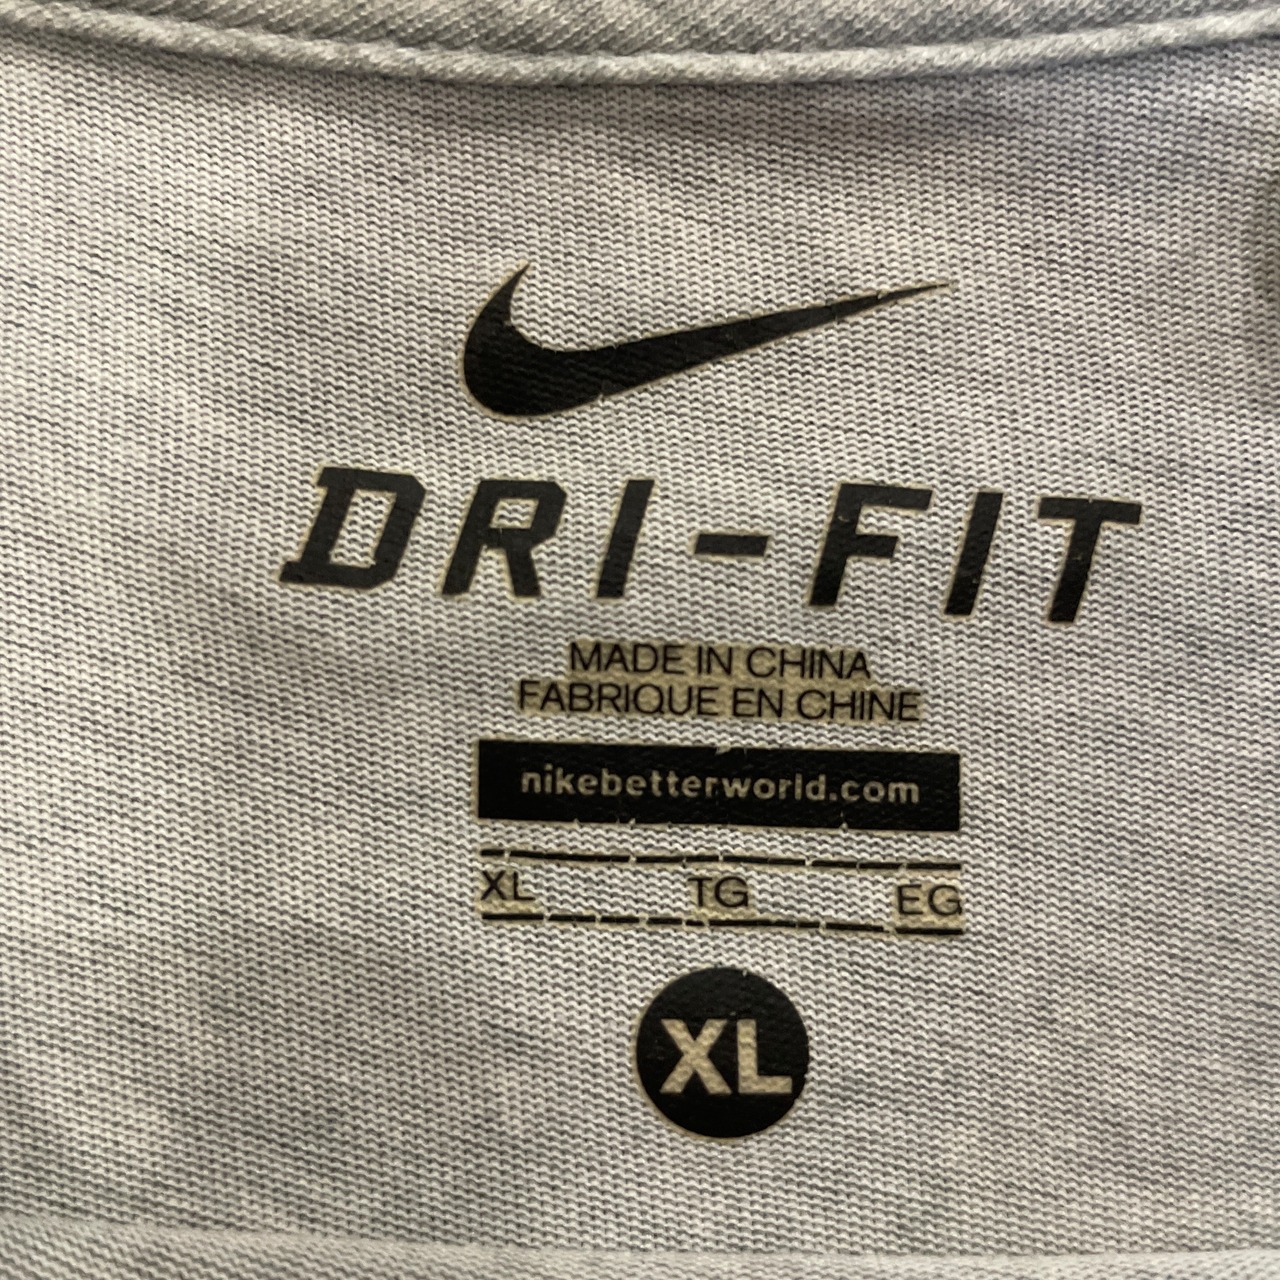 DRI-FIT
MADE IN CHINA
FABRIQUE EN CHINE
nikebetterworld.com
XL TG EG
XL